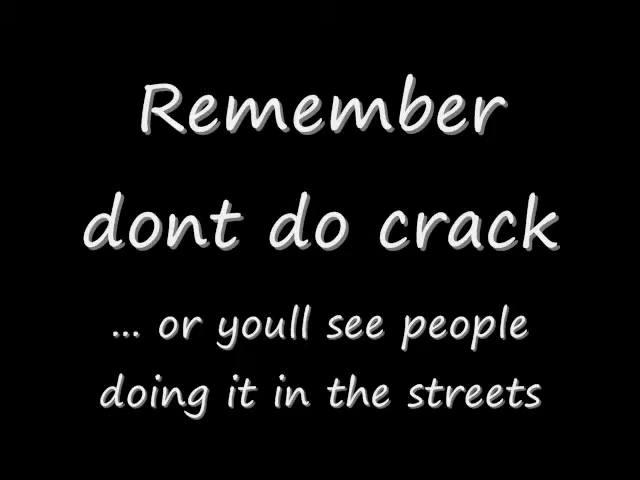 Remember
dont do crack
... or youll see people
doing it in the streets